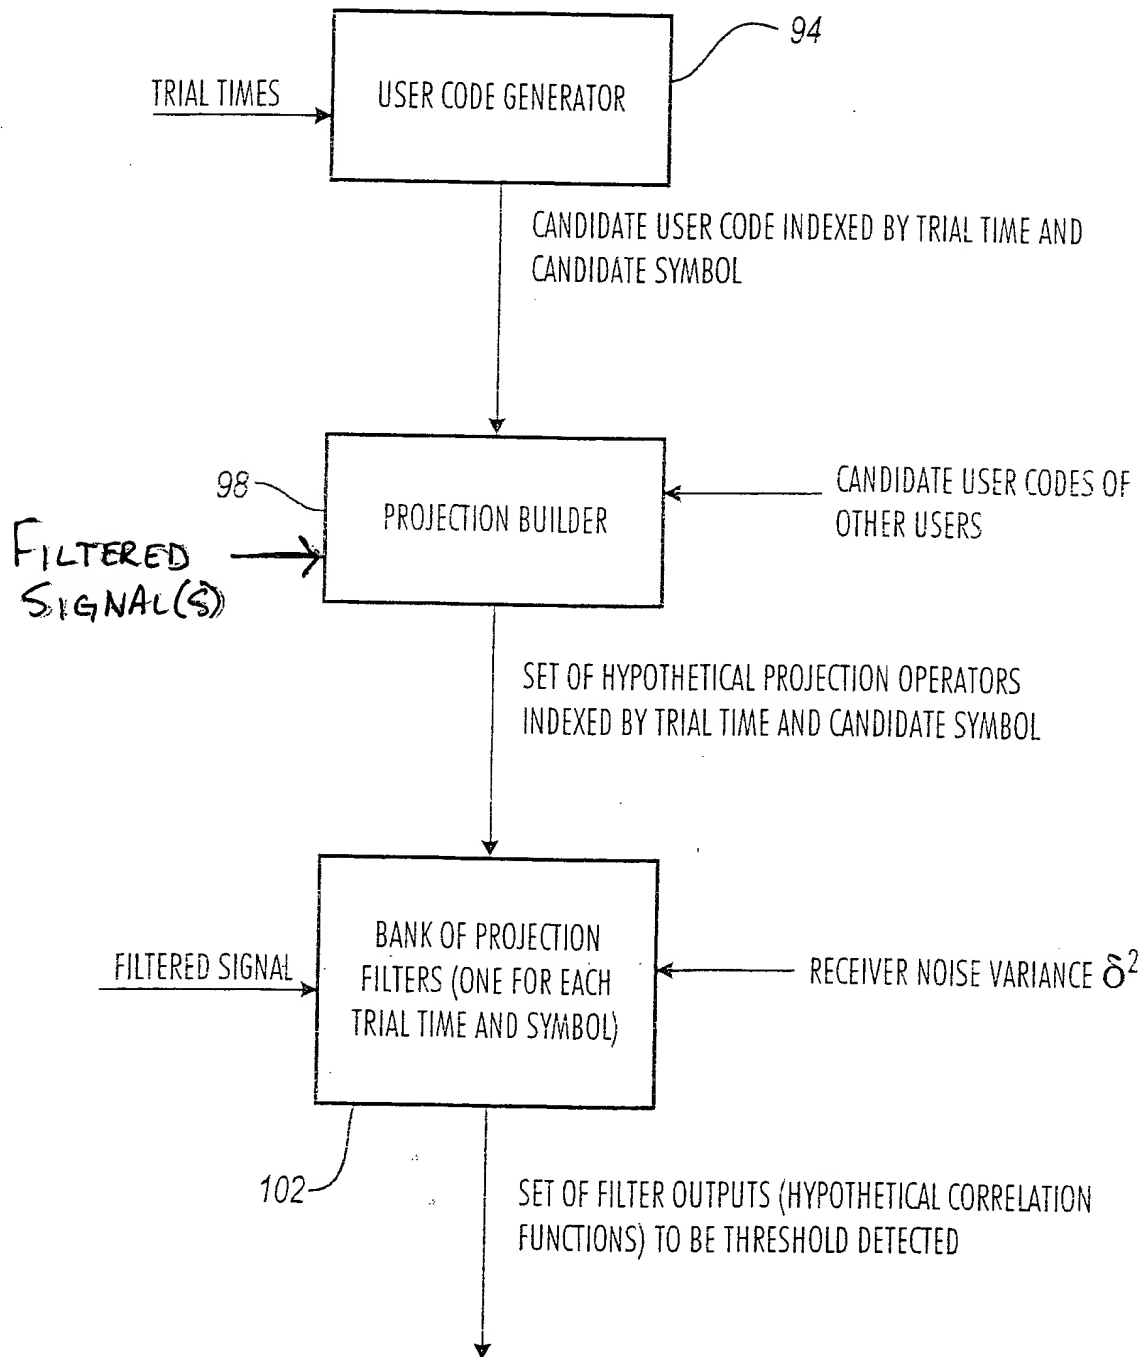 94
TRIAL TIMES
USER CODE GENERATOR
CANDIDATE USER CODE INDEXED BY TRIAL TIME AND
CANDIDATE SYMBOL
98
PROJECTION BUILDER
CANDIDATE USER CODES OF
OTHER USERS
FILTERED
SIGNAL(S)
SET OF HYPOTHETICAL PROJECTION OPERATORS
INDEXED BY TRIAL TIME AND CANDIDATE SYMBOL
FILTERED SIGNAL
BANK OF PROJECTION
FILTERS (ONE FOR EACH
TRIAL TIME AND SYMBOL)
RECEIVER NOISE VARIANCE δ²
102
SET OF FILTER OUTPUTS (HYPOTHETICAL CORRELATION
FUNCTIONS) TO BE THRESHOLD DETECTED